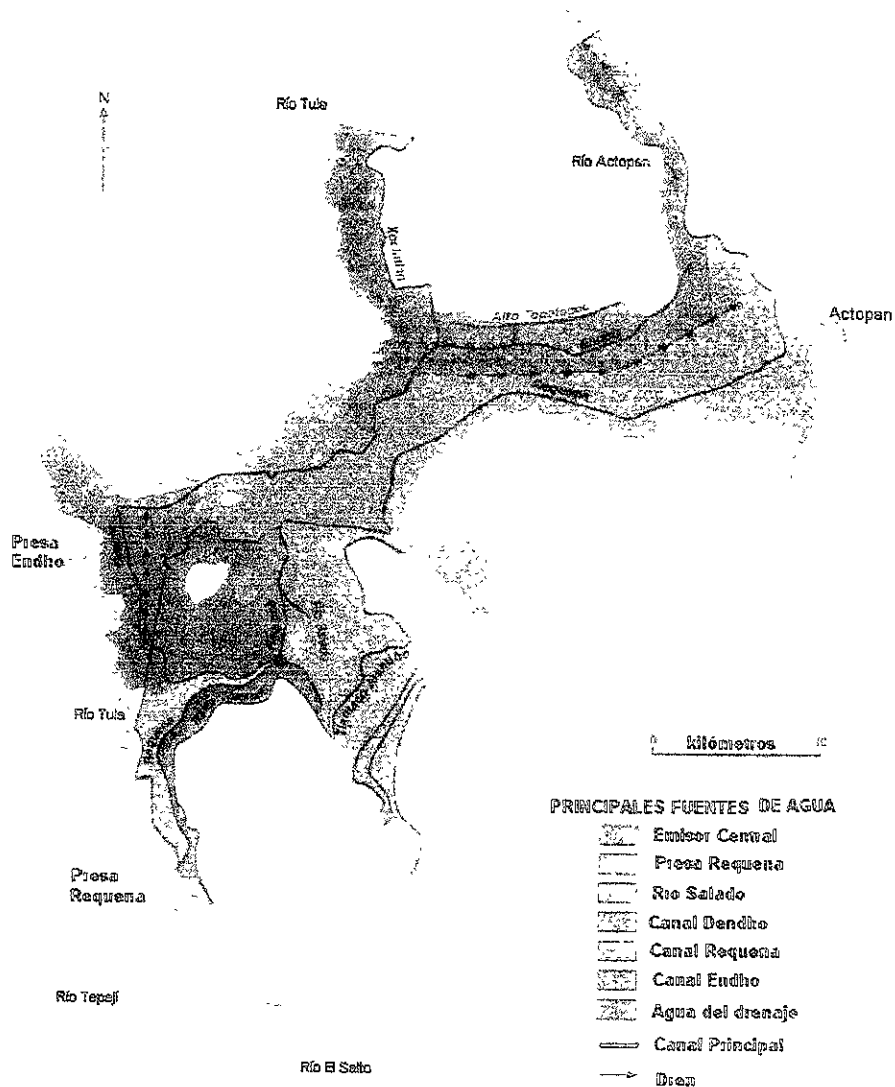 Río Tula
N
Río Actopan
Alto Tepatepec
Actopan
Presa
Endho
Río Tula
0 kilómetros
PRINCIPALES FUENTES DE AGUA
Emisor Central
Presa Requena
Río Salado
Canal Dendho
Canal Requena
Canal Endho
Agua del drenaje
Canal Principal
Dren
Presa
Requena
Río Tepejí
Río El Salto